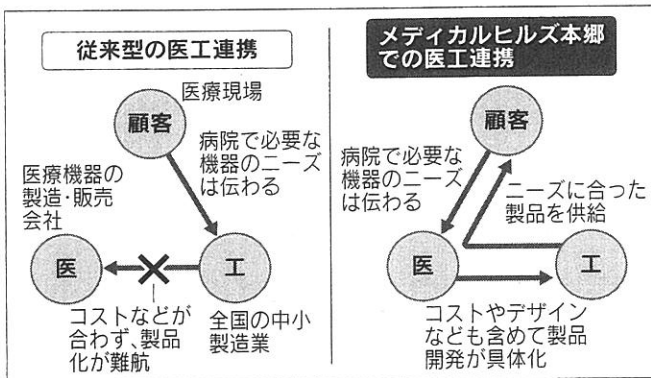 従来型の医工連携
医療現場
顧客
病院で必要な
機器のニーズ
は伝わる
医療機器の
製造・販売
会社
医
工
コストなどが
合わず、製品
化が難航
全国の中小
製造業
メディカルヒルズ本郷
での医工連携
顧客
病院で必要な
機器のニーズ
は伝わる
ニーズに合った
製品を供給
医
工
コストやデザイン
なども含めて製品
開発が具体化